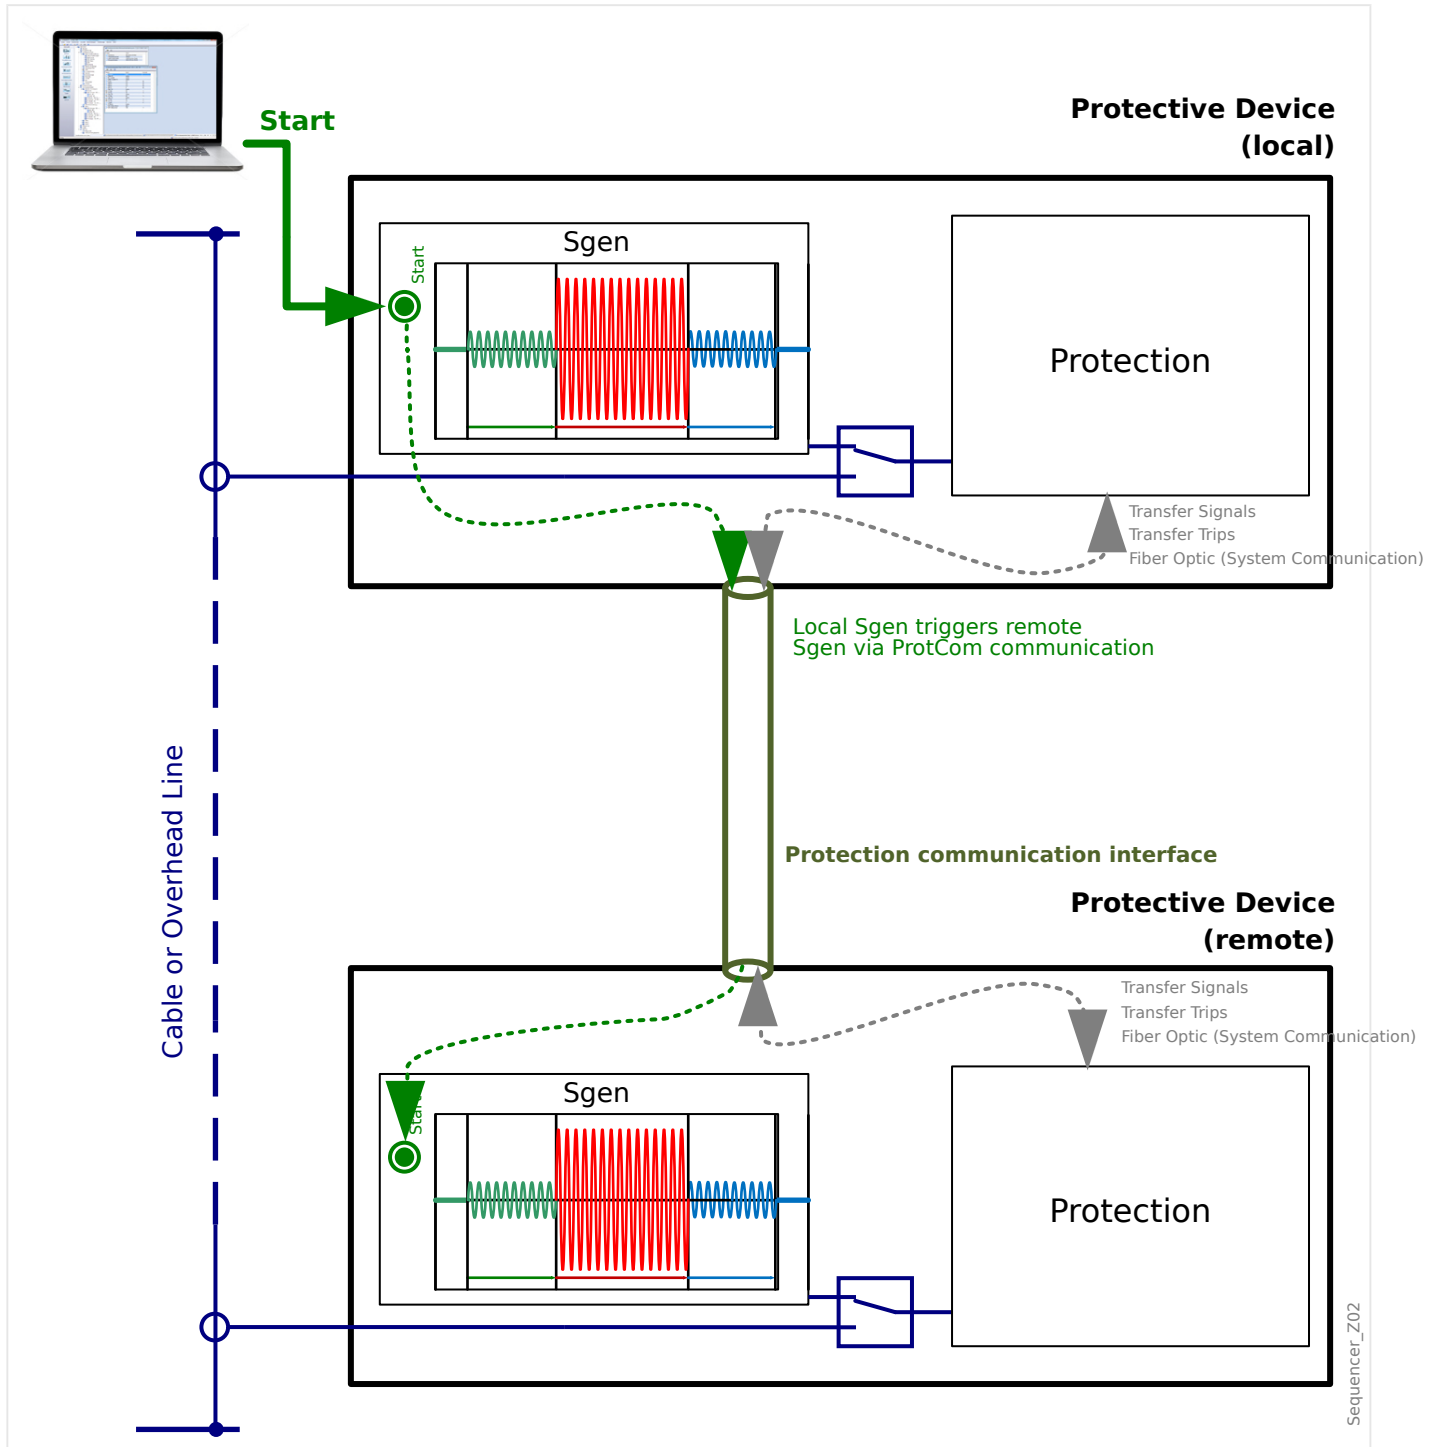 Start
Protective Device
(local)
Sgen
Start
Protection
Transfer Signals
Transfer Trips
Fiber Optic (System Communication)
Local Sgen triggers remote
Sgen via ProtCom communication
Cable or Overhead Line
Protection communication interface
Protective Device
(remote)
Transfer Signals
Transfer Trips
Fiber Optic (System Communication)
Sgen
Start
Protection
Sequencer_Z02